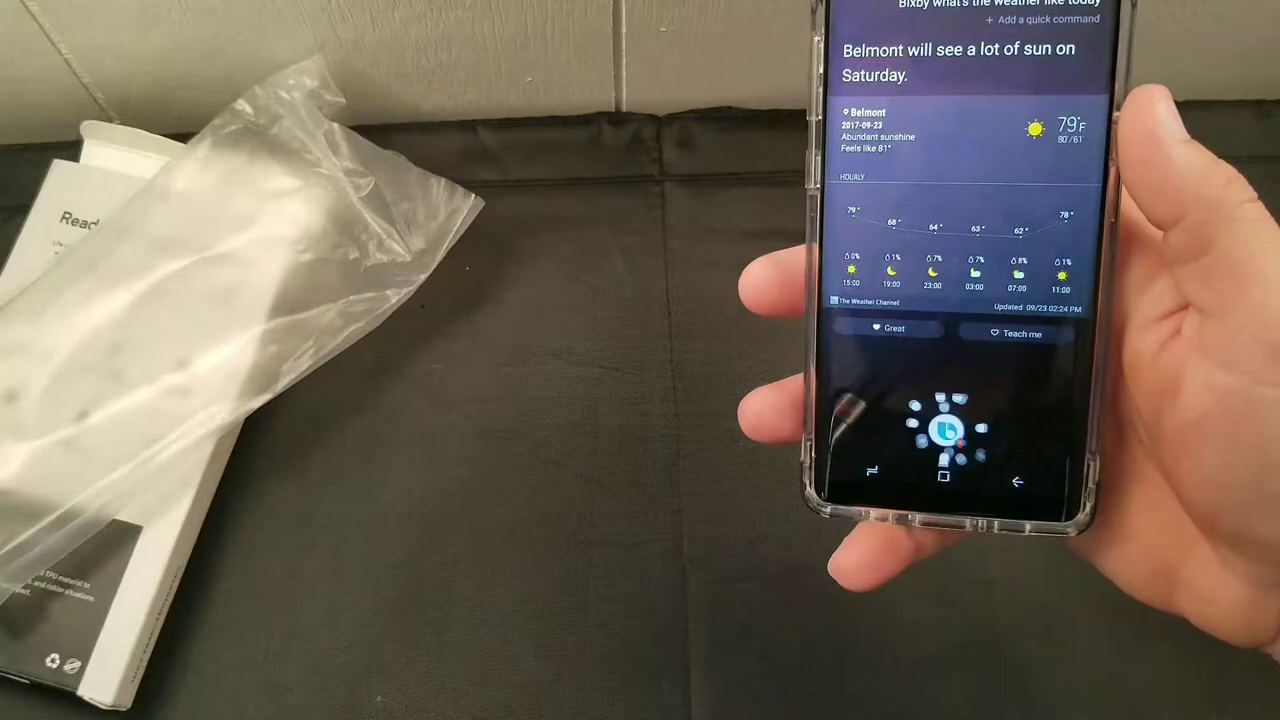 Bixby what's the weather like today
+ Add a quick command
Belmont will see a lot of sun on
Saturday.
Belmont
2017-09-23
Abundant sunshine
Feels like 81°
79°F
80°/61°
HOURLY
79° 68° 64° 63° 62° 78°
0% 1% 7% 7% 8% 1%
15:00 19:00 23:00 03:00 07:00 11:00
The Weather Channel
Updated 09/23 02:24 PM
Great
Teach me
Read
TPU material to
and riskier situations.